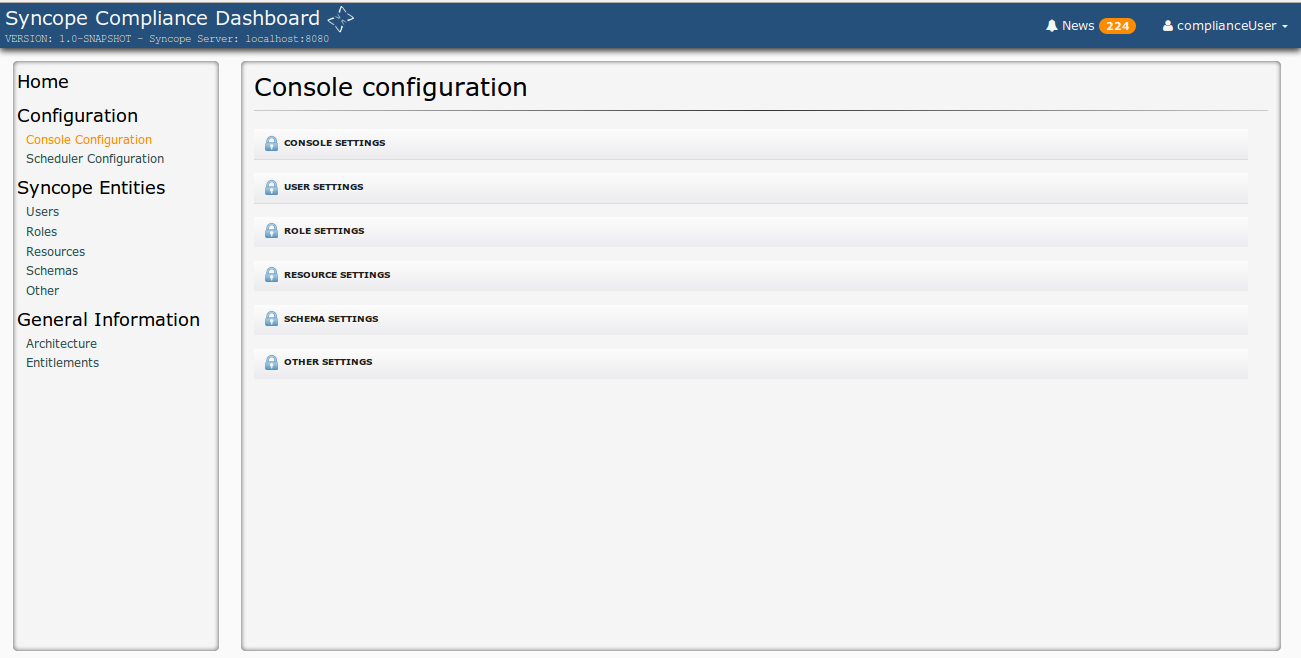 Syncope Compliance Dashboard
VERSION: 1.0-SNAPSHOT - Syncope Server: localhost:8080
News 224 complianceUser
Home
Configuration
Console Configuration
Scheduler Configuration
Syncope Entities
Users
Roles
Resources
Schemas
Other
General Information
Architecture
Entitlements
Console configuration
CONSOLE SETTINGS
USER SETTINGS
ROLE SETTINGS
RESOURCE SETTINGS
SCHEMA SETTINGS
OTHER SETTINGS